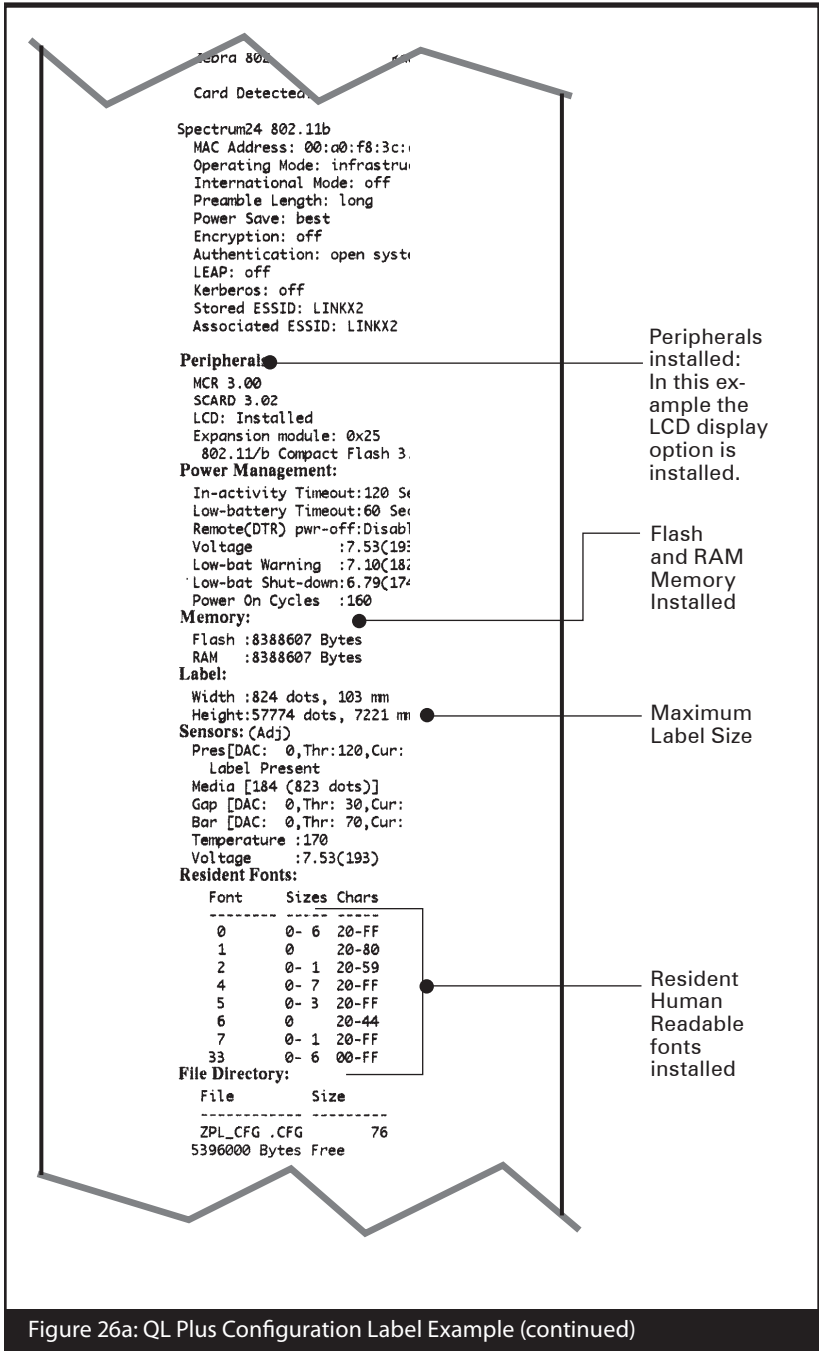 Zebra 802
Card Detected:
Spectrum24 802.11b
MAC Address: 00:a0:f8:3c:
Operating Mode: infrastru
International Mode: off
Preamble Length: long
Power Save: best
Encryption: off
Authentication: open syst
LEAP: off
Kerberos: off
Stored ESSID: LINKX2
Associated ESSID: LINKX2
Peripherals
MCR 3.00
SCARD 3.02
LCD: Installed
Expansion module: 0x25
802.11/b Compact Flash 3.
Power Management:
In-activity Timeout:120 Se
Low-battery Timeout:60 Sec
Remote(DTR) pwr-off:Disabl
Voltage :7.53(193
Low-bat Warning :7.10(182
Low-bat Shut-down:6.79(174
Power On Cycles :160
Memory:
Flash :8388607 Bytes
RAM :8388607 Bytes
Label:
Width :824 dots, 103 mm
Height:57774 dots, 7221 mm
Sensors: (Adj)
Pres[DAC: 0,Thr:120,Cur:
Label Present
Media [184 (823 dots)]
Gap [DAC: 0,Thr: 30,Cur:
Bar [DAC: 0,Thr: 70,Cur:
Temperature :170
Voltage :7.53(193)
Resident Fonts:
Font Sizes Chars
-------- ----- -----
0 0- 6 20-FF
1 0 20-80
2 0- 1 20-59
4 0- 7 20-FF
5 0- 3 20-FF
6 0 20-44
7 0- 1 20-FF
33 0- 6 00-FF
File Directory:
File Size
------------- ---------
ZPL_CFG .CFG 76
5396000 Bytes Free
Peripherals
installed:
In this ex-
ample the
LCD display
option is
installed.
Flash
and RAM
Memory
Installed
Maximum
Label Size
Resident
Human
Readable
fonts
installed
Figure 26a: QL Plus Configuration Label Example (continued)